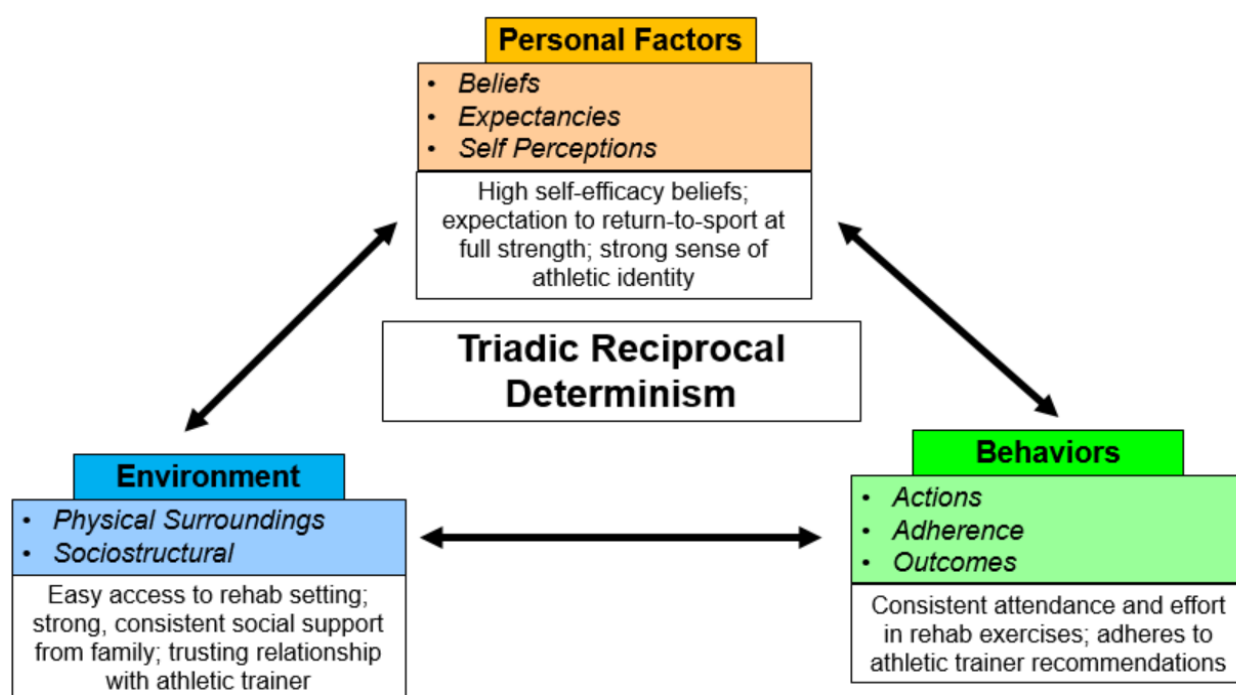 Personal Factors
• Beliefs
• Expectancies
• Self Perceptions
High self-efficacy beliefs;
expectation to return-to-sport at
full strength; strong sense of
athletic identity
Triadic Reciprocal
Determinism
Environment
• Physical Surroundings
• Sociostructural
Easy access to rehab setting;
strong, consistent social support
from family; trusting relationship
with athletic trainer
Behaviors
• Actions
• Adherence
• Outcomes
Consistent attendance and effort
in rehab exercises; adheres to
athletic trainer recommendations